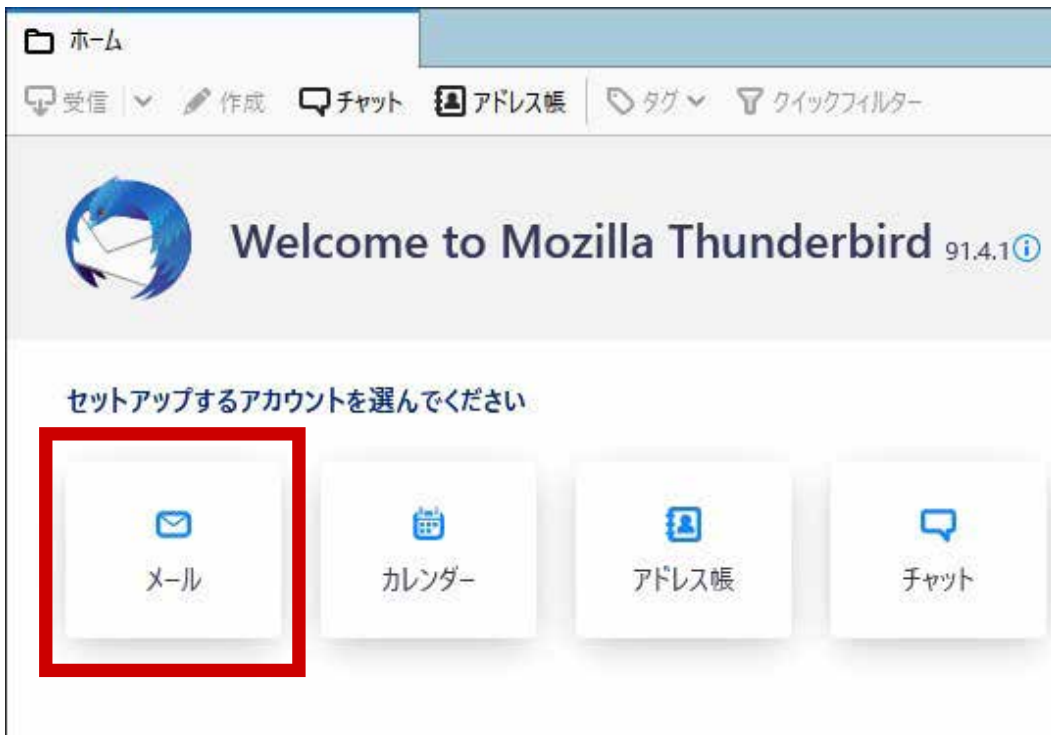 ホーム
受信 作成 チャット アドレス帳 タグ クイックフィルター
Welcome to Mozilla Thunderbird 91.4.1
セットアップするアカウントを選んでください
メール カレンダー アドレス帳 チャット